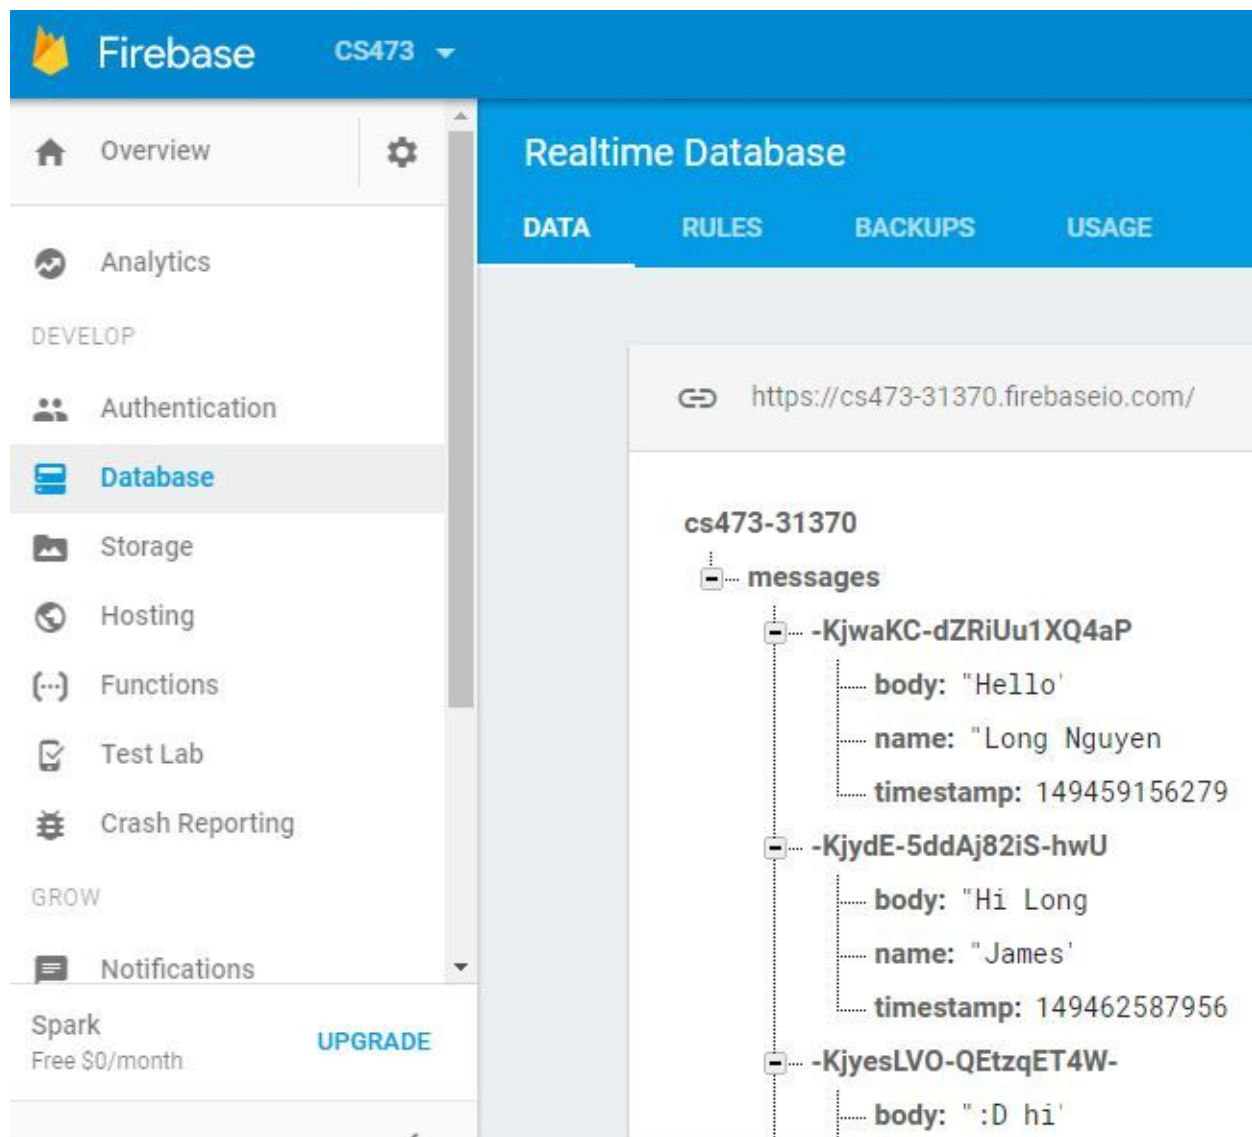 Firebase CS473
Overview
Analytics
DEVELOP
Authentication
Database
Storage
Hosting
Functions
Test Lab
Crash Reporting
GROW
Notifications
Spark
Free $0/month
UPGRADE
Realtime Database
DATA RULES BACKUPS USAGE
https://cs473-31370.firebaseio.com/
cs473-31370
messages
-KjwaKC-dZRiUu1XQ4aP
body: "Hello'
name: "Long Nguyen
timestamp: 149459156279
-KjydE-5ddAj82iS-hwU
body: "Hi Long
name: "James'
timestamp: 149462587956
-KjyesLVO-QEtzqET4W-
body: ":D hi'